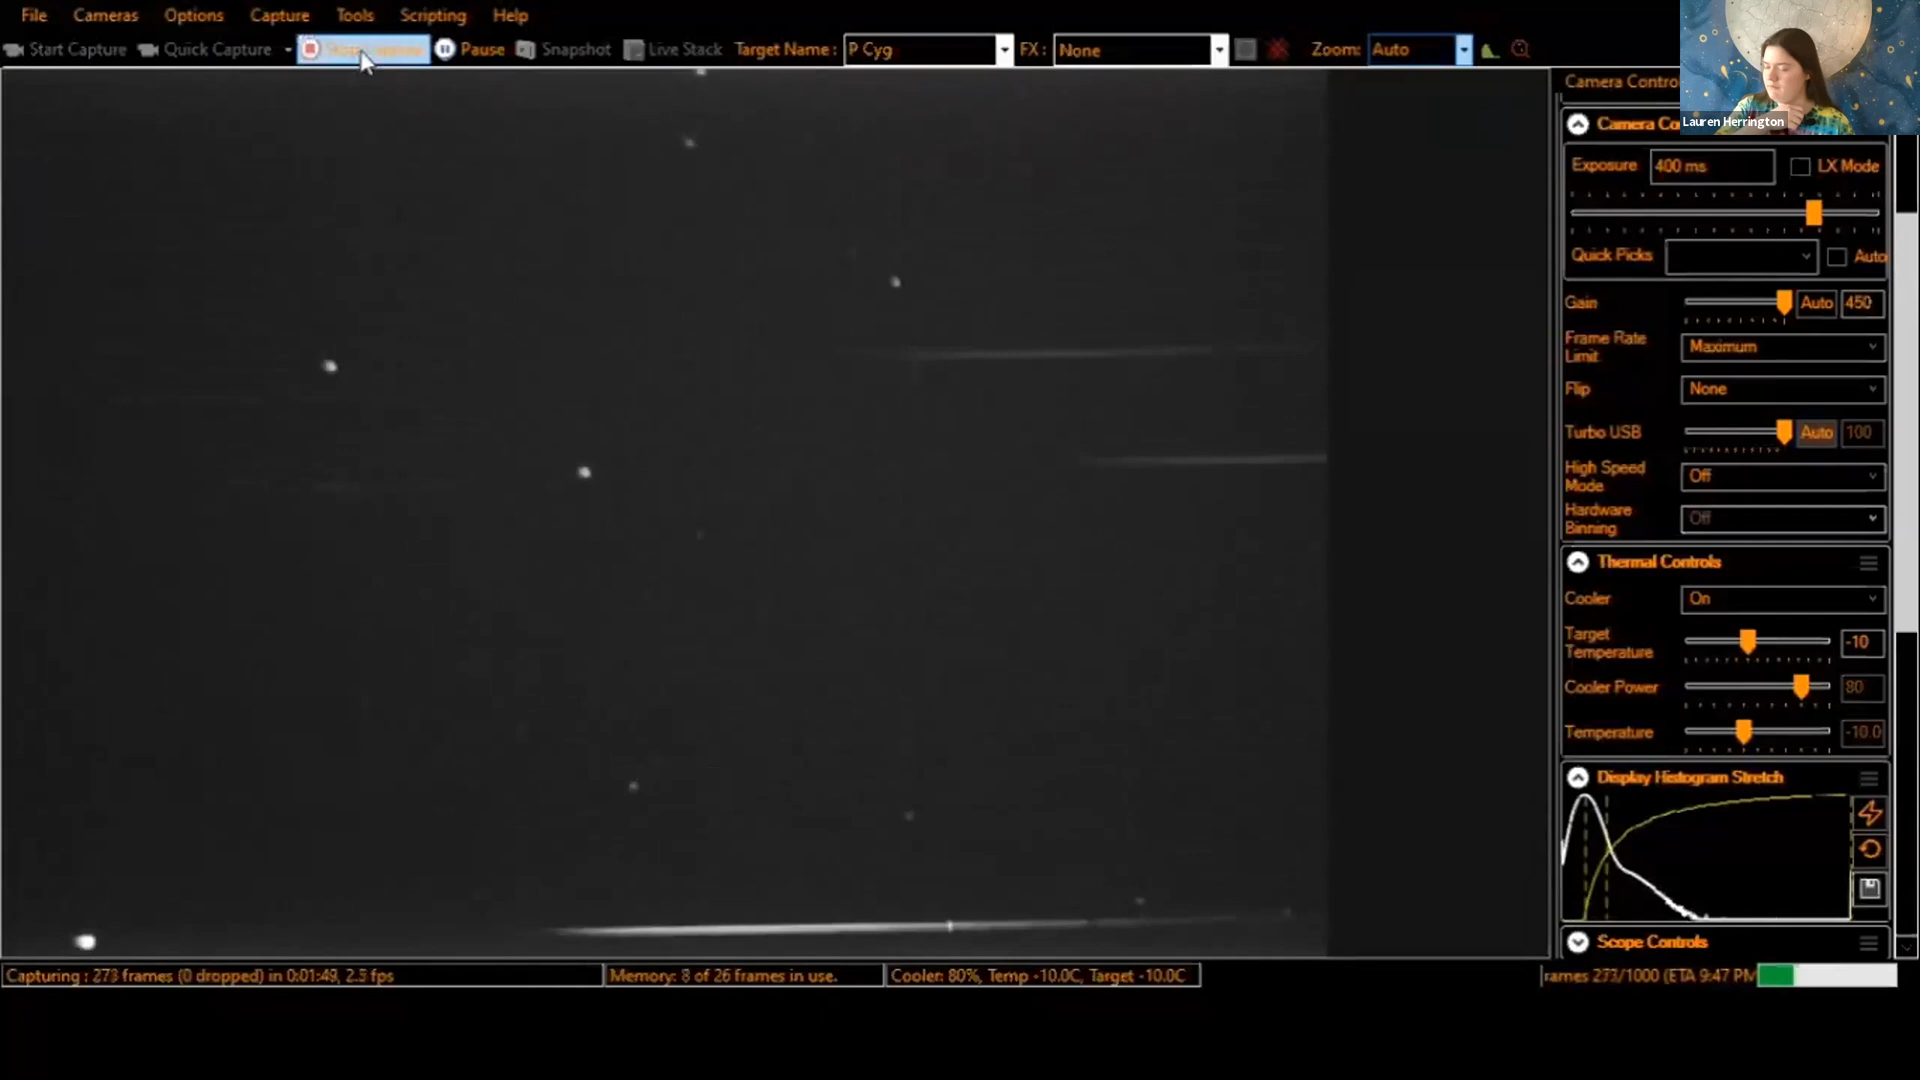 File Cameras Options Capture Tools Scripting Help
Start Capture Quick Capture Pause Snapshot Live Stack Target Name : P Cyg FX : None Zoom: Auto
Lauren Herrington
Camera Contro
Camera Co
Exposure 400 ms LX Mode
Quick Picks Auto
Gain Auto 450
Frame Rate
Limit Maximum
Flip None
Turbo USB Auto 100
High Speed
Mode Off
Hardware
Binning Off
Thermal Controls
Cooler On
Target
Temperature -10
Cooler Power 80
Temperature -10.0
Display Histogram Stretch
Scope Controls
Capturing : 273 frames (0 dropped) in 0:01:49, 2.5 fps Memory: 8 of 26 frames in use. Cooler: 80%, Temp -10.0C, Target -10.0C rames 273/1000 (ETA 9:47 PM